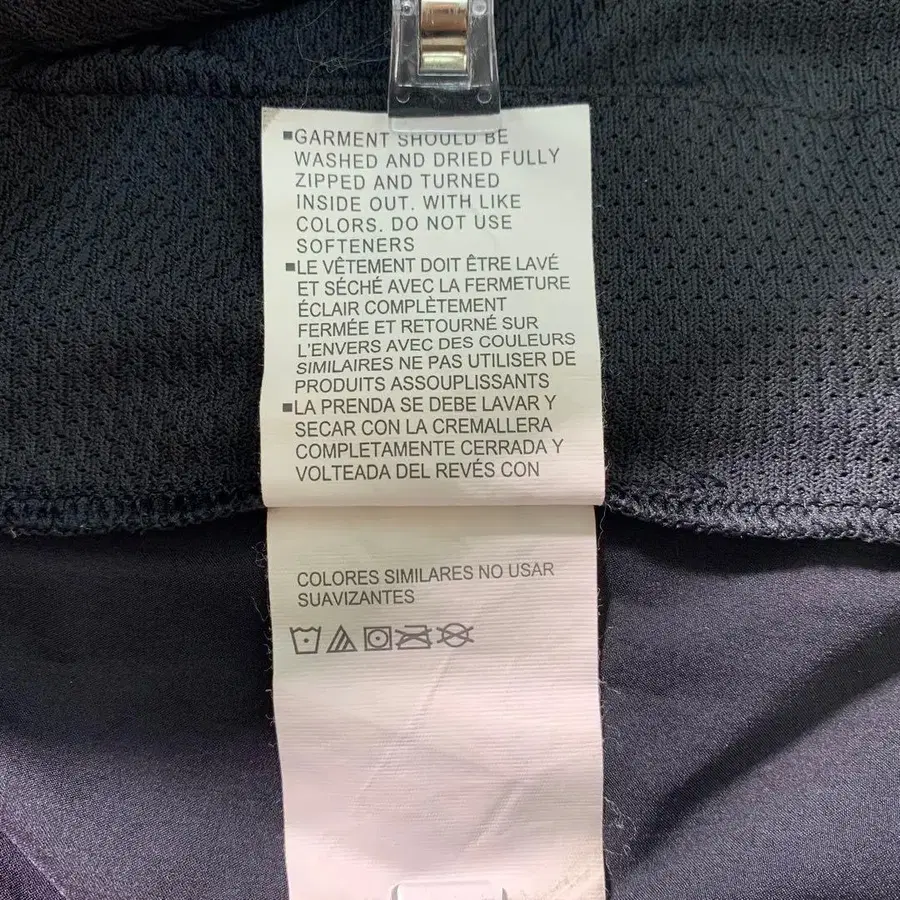 ■GARMENT SHOULD BE
WASHED AND DRIED FULLY
ZIPPED AND TURNED
INSIDE OUT. WITH LIKE
COLORS. DO NOT USE
SOFTENERS
■LE VÊTEMENT DOIT ÊTRE LAVÉ
ET SÉCHÉ AVEC LA FERMETURE
ÉCLAIR COMPLÈTEMENT
FERMÉE ET RETOURNÉ SUR
L'ENVERS AVEC DES COULEURS
SIMILAIRES NE PAS UTILISER DE
PRODUITS ASSOUPLISSANTS
■LA PRENDA SE DEBE LAVAR Y
SECAR CON LA CREMALLERA
COMPLETAMENTE CERRADA Y
VOLTEADA DEL REVÉS CON
COLORES SIMILARES NO USAR
SUAVIZANTES